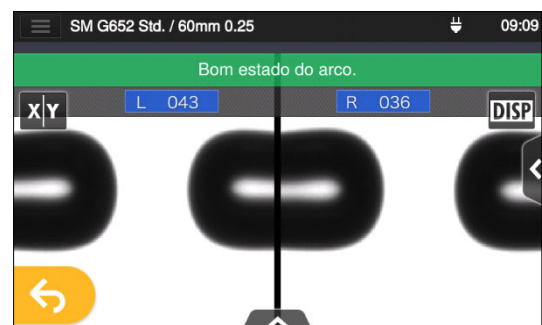 SM G652 Std. / 60mm 0.25
09:09
Bom estado do arco.
X|Y
L 043
R 036
DISP